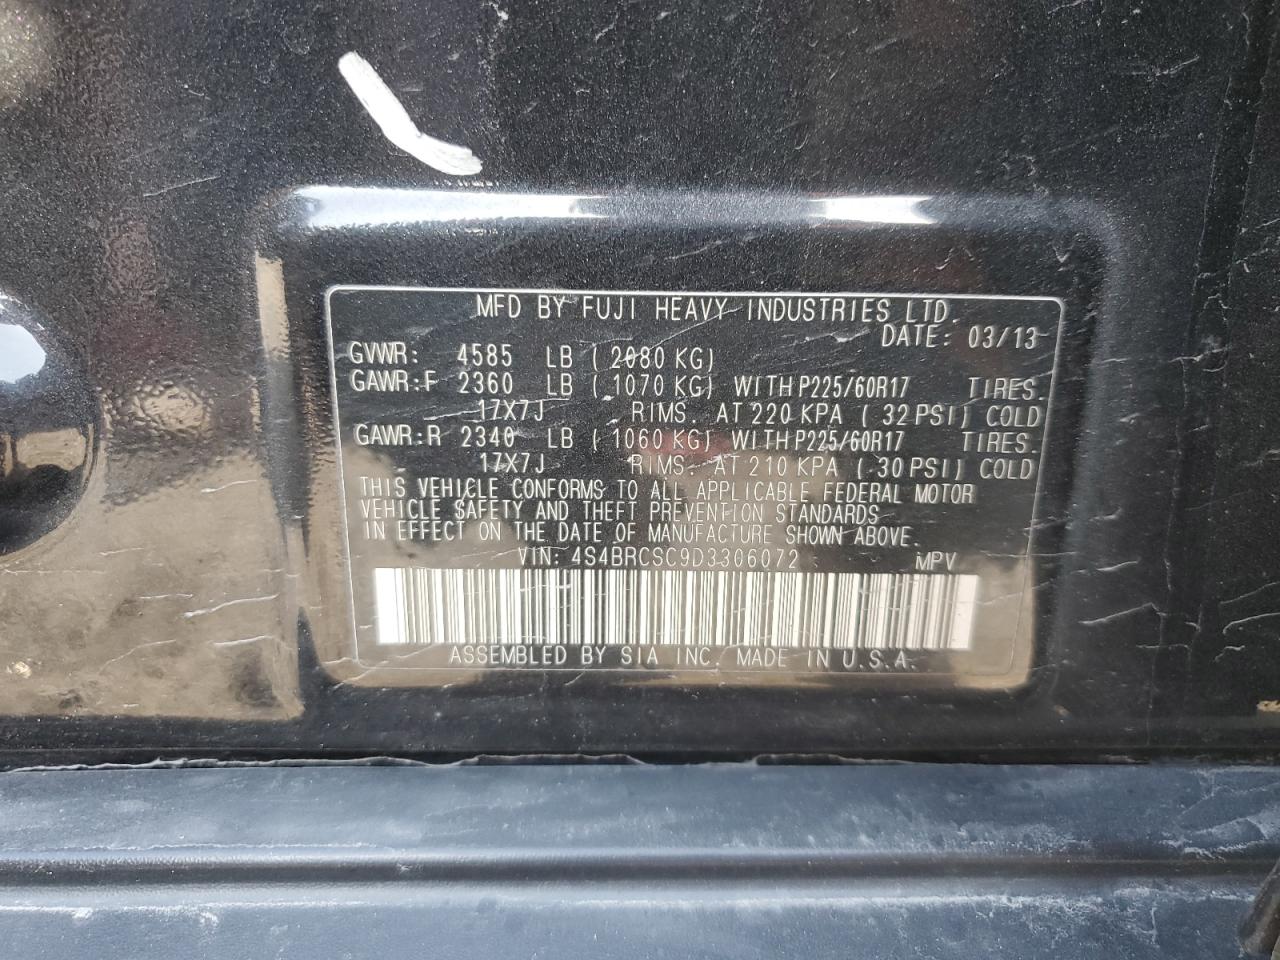 MFD BY FUJI HEAVY INDUSTRIES LTD.
DATE: 03/13
GVWR: 4585 LB (2080 KG)
GAWR:F 2360 LB (1070 KG) WITH P225/60R17 TIRES.
17X7J RIMS. AT 220 KPA (32 PSI) COLD
GAWR:R 2340 LB (1060 KG) WITH P225/60R17 TIRES.
17X7J RIMS. AT 210 KPA (30 PSI) COLD
THIS VEHICLE CONFORMS TO ALL APPLICABLE FEDERAL MOTOR
VEHICLE SAFETY AND THEFT PREVENTION STANDARDS
IN EFFECT ON THE DATE OF MANUFACTURE SHOWN ABOVE.
VIN: 4S4BRCSC9D3306072 MPV
ASSEMBLED BY SIA INC. MADE IN U.S.A.